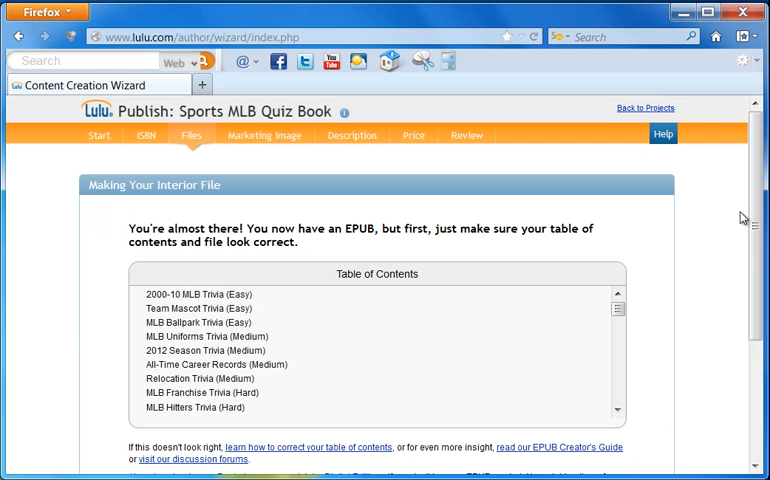 Firefox
www.lulu.com/author/wizard/index.php
Search
Search
Web
Content Creation Wizard
Lulu Publish: Sports MLB Quiz Book
Back to Projects
Start ISBN Files Marketing Image Description Price Review Help
Making Your Interior File
You're almost there! You now have an EPUB, but first, just make sure your table of
contents and file look correct.
Table of Contents
2000-10 MLB Trivia (Easy)
Team Mascot Trivia (Easy)
MLB Ballpark Trivia (Easy)
MLB Uniforms Trivia (Medium)
2012 Season Trivia (Medium)
All-Time Career Records (Medium)
Relocation Trivia (Medium)
MLB Franchise Trivia (Hard)
MLB Hitters Trivia (Hard)
If this doesn't look right, learn how to correct your table of contents, or for even more insight, read our EPUB Creator's Guide
or visit our discussion forums.